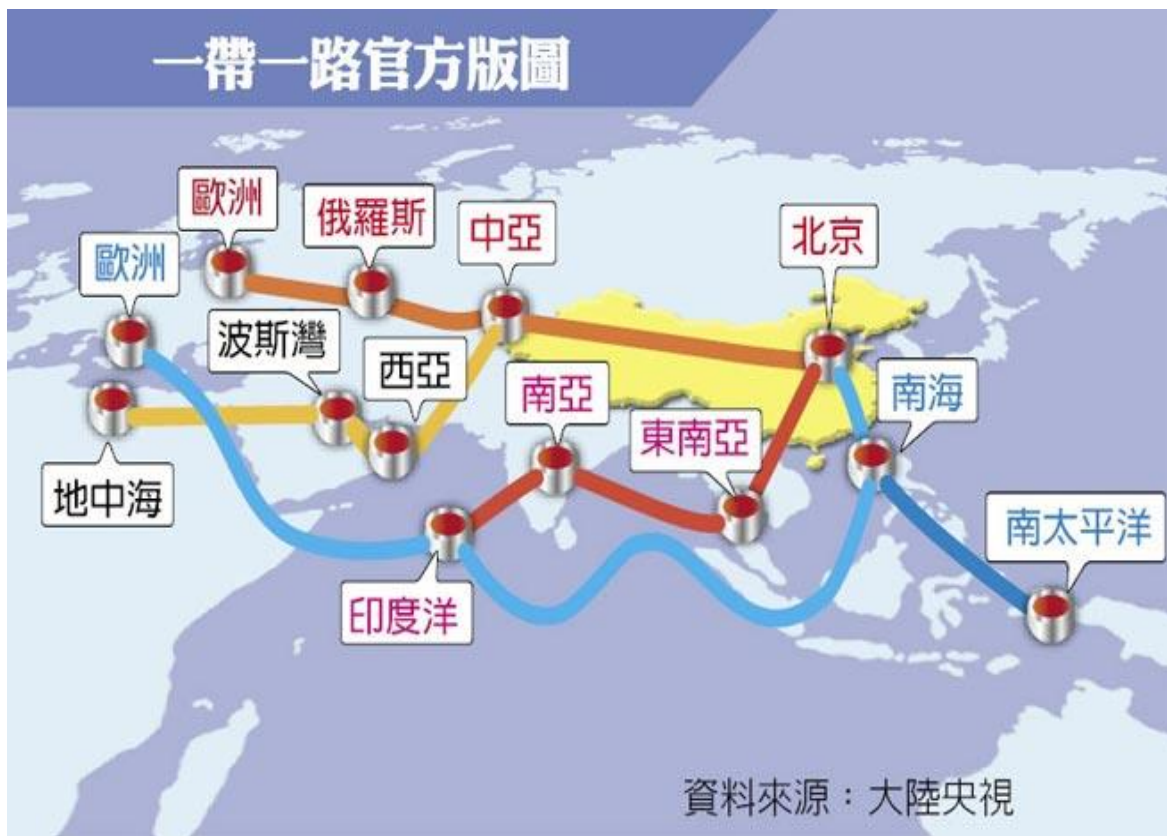 一帶一路官方版圖
歐洲
俄羅斯
中亞
北京
歐洲
波斯灣
西亞
南亞
東南亞
南海
地中海
南太平洋
印度洋
資料來源：大陸央視